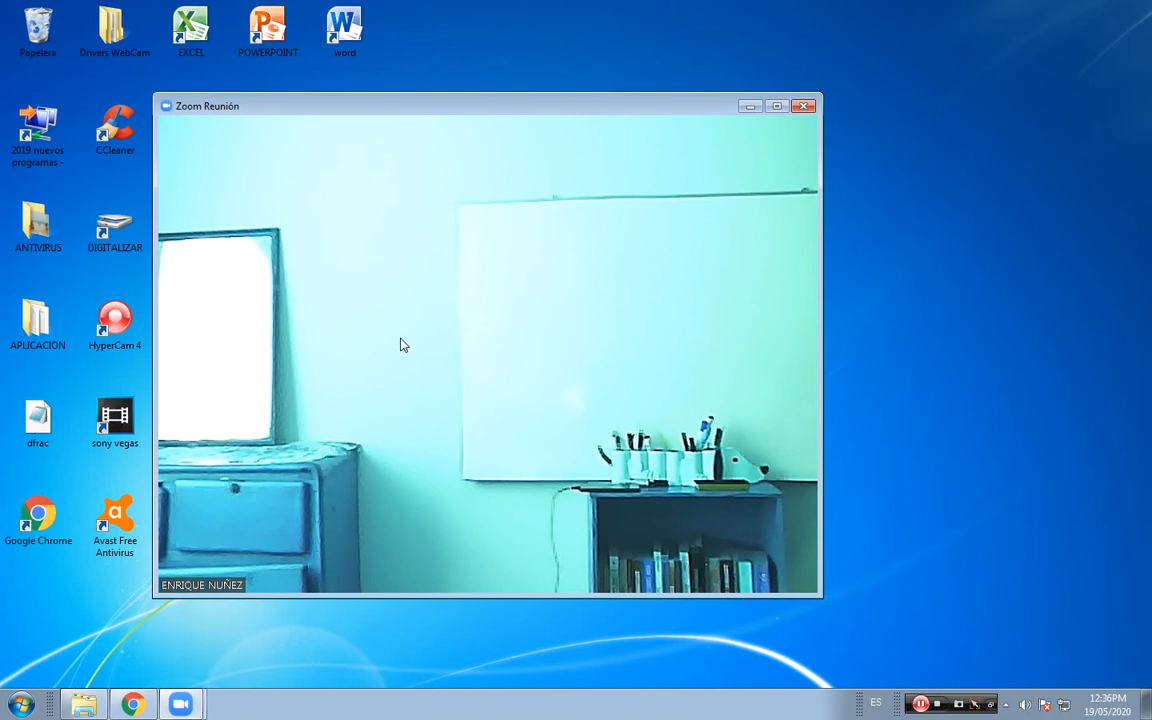 Papelera
Drivers WebCam
EXCEL
POWERPOINT
word
Zoom Reunión
2019 nuevos
programas -
CCleaner
ANTIVIRUS
DIGITALIZAR
APLICACION
HyperCam 4
dfrac
sony vegas
Google Chrome
Avast Free
Antivirus
ENRIQUE NUÑEZ
ES
12:36PM
19/05/2020